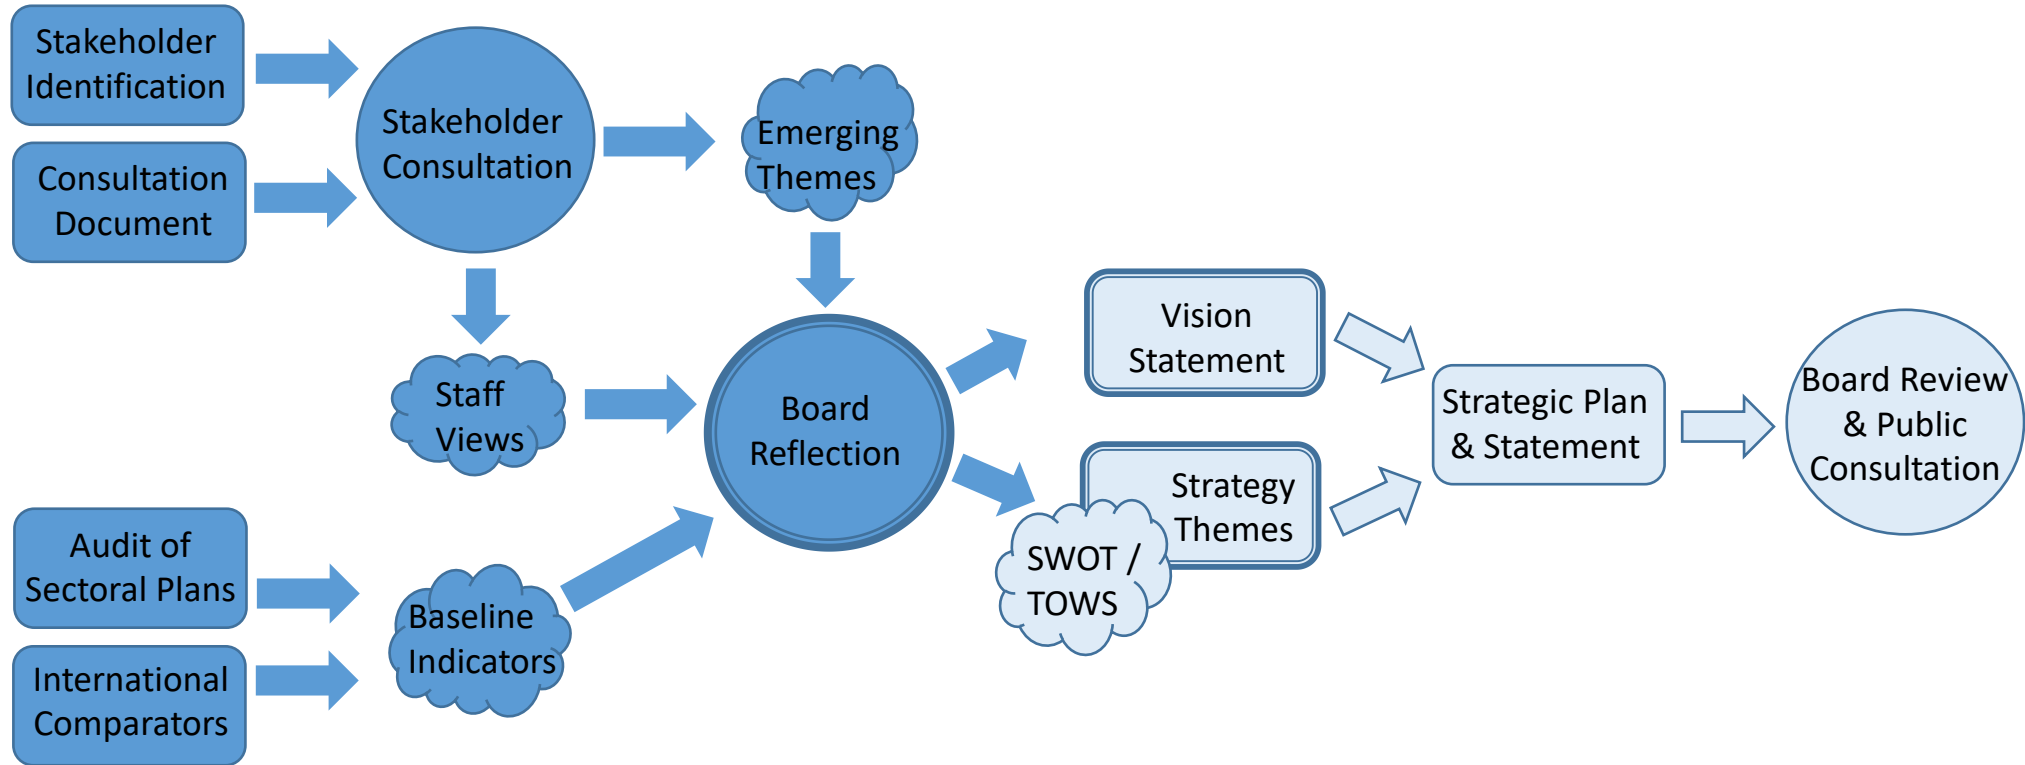 Stakeholder
Identification
Consultation
Document
Stakeholder
Consultation
Emerging
Themes
Staff
Views
Audit of
Sectoral Plans
International
Comparators
Baseline
Indicators
Board
Reflection
Vision
Statement
Strategy
Themes
SWOT /
TOWS
Strategic Plan
& Statement
Board Review
& Public
Consultation